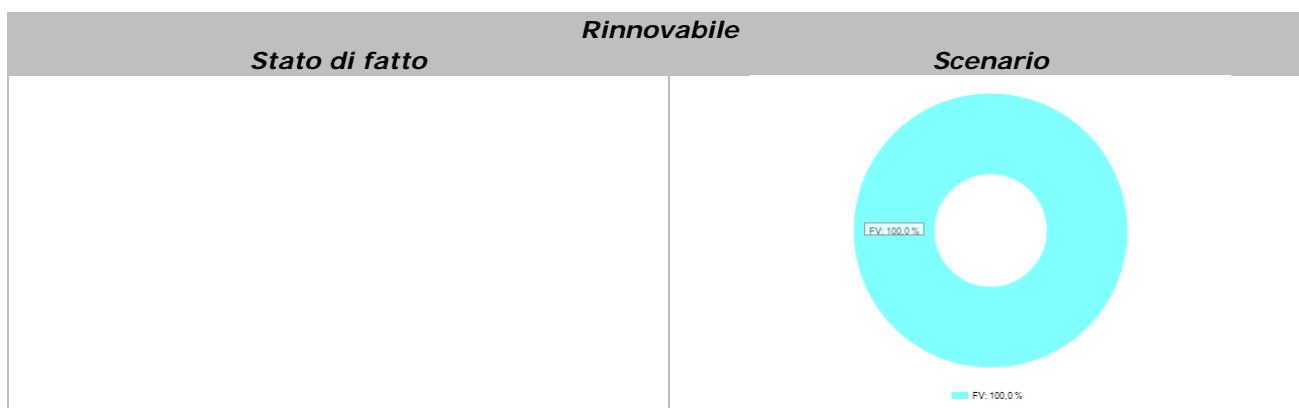 Rinnovabile
Stato di fatto
Scenario
FV: 100,0 %
FV: 100,0 %